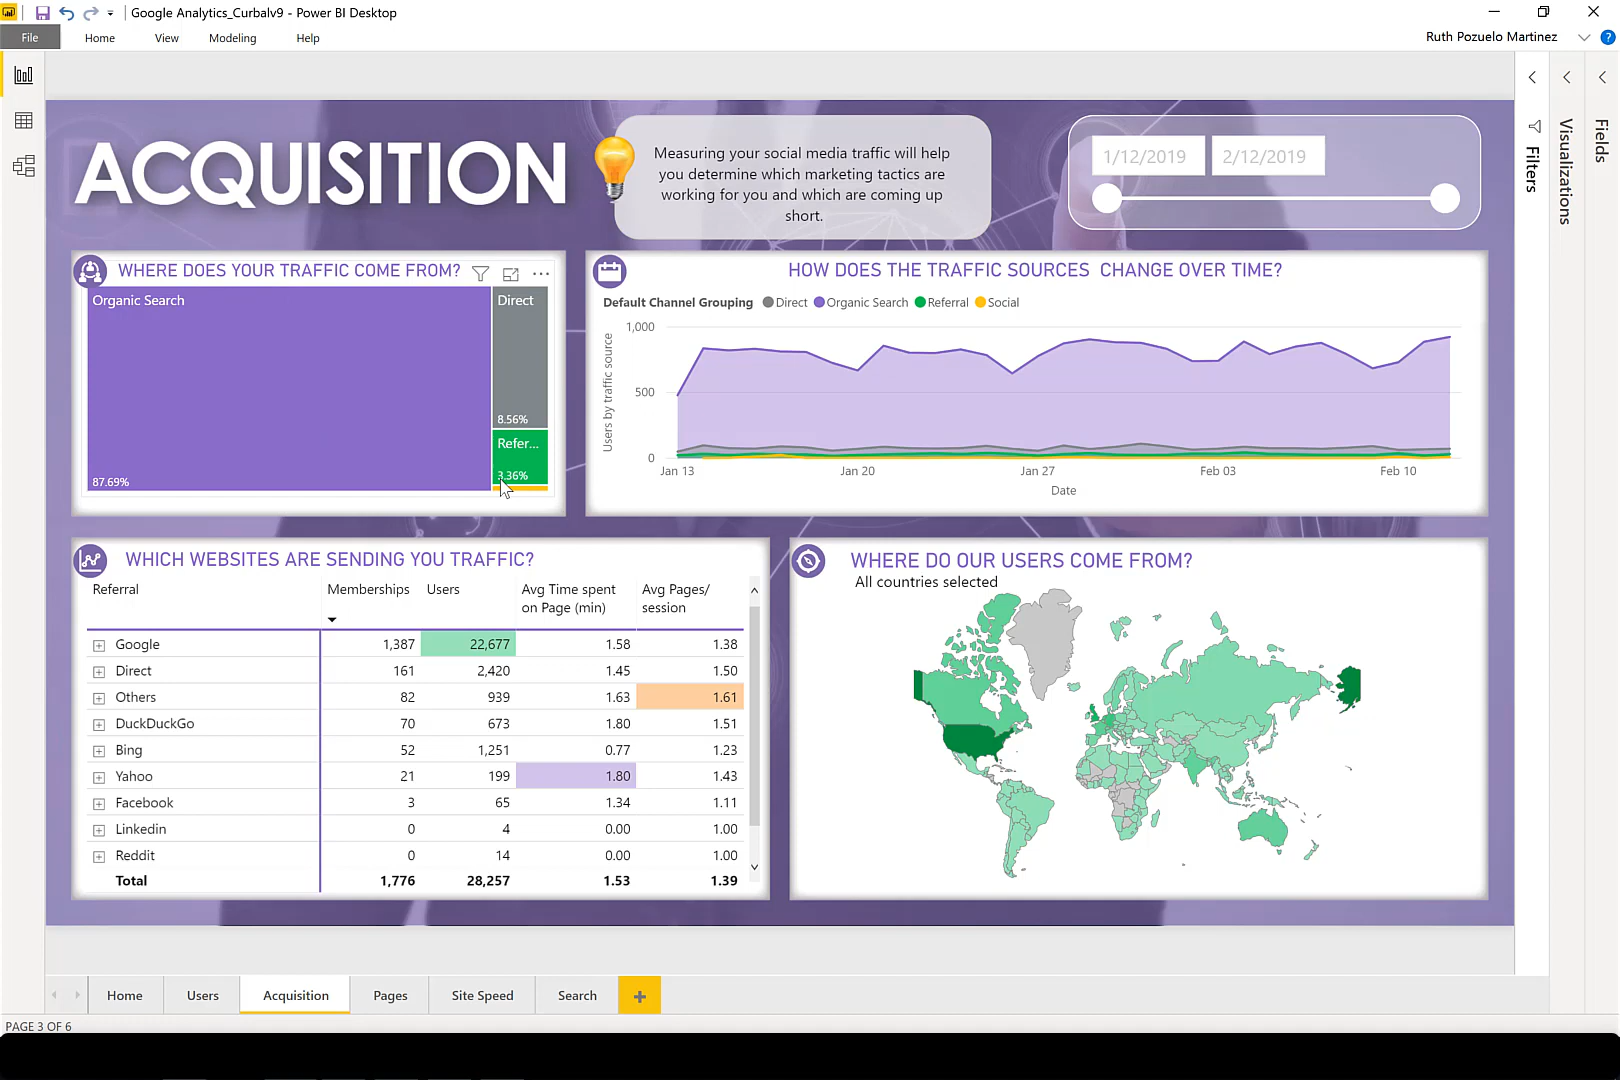 Google Analytics_Curbalv9 - Power BI Desktop
File Home View Modeling Help
Ruth Pozuelo Martinez ?
ACQUISITION
Measuring your social media traffic will help
you determine which marketing tactics are
working for you and which are coming up
short.
1/12/2019 2/12/2019
Filters
Visualizations
Fields
WHERE DOES YOUR TRAFFIC COME FROM?
Organic Search
87.69%
Direct
8.56%
Refer...
3.36%
HOW DOES THE TRAFFIC SOURCES CHANGE OVER TIME?
Default Channel Grouping Direct Organic Search Referral Social
Users by traffic source
1,000
500
0
Jan 13 Jan 20 Jan 27 Feb 03 Feb 10
Date
WHICH WEBSITES ARE SENDING YOU TRAFFIC?
Referral Memberships Users Avg Time spent on Page (min) Avg Pages/ session
Google 1,387 22,677 1.58 1.38
Direct 161 2,420 1.45 1.50
Others 82 939 1.63 1.61
DuckDuckGo 70 673 1.80 1.51
Bing 52 1,251 0.77 1.23
Yahoo 21 199 1.80 1.43
Facebook 3 65 1.34 1.11
Linkedin 0 4 0.00 1.00
Reddit 0 14 0.00 1.00
Total 1,776 28,257 1.53 1.39
WHERE DO OUR USERS COME FROM?
All countries selected
Home Users Acquisition Pages Site Speed Search +
PAGE 3 OF 6